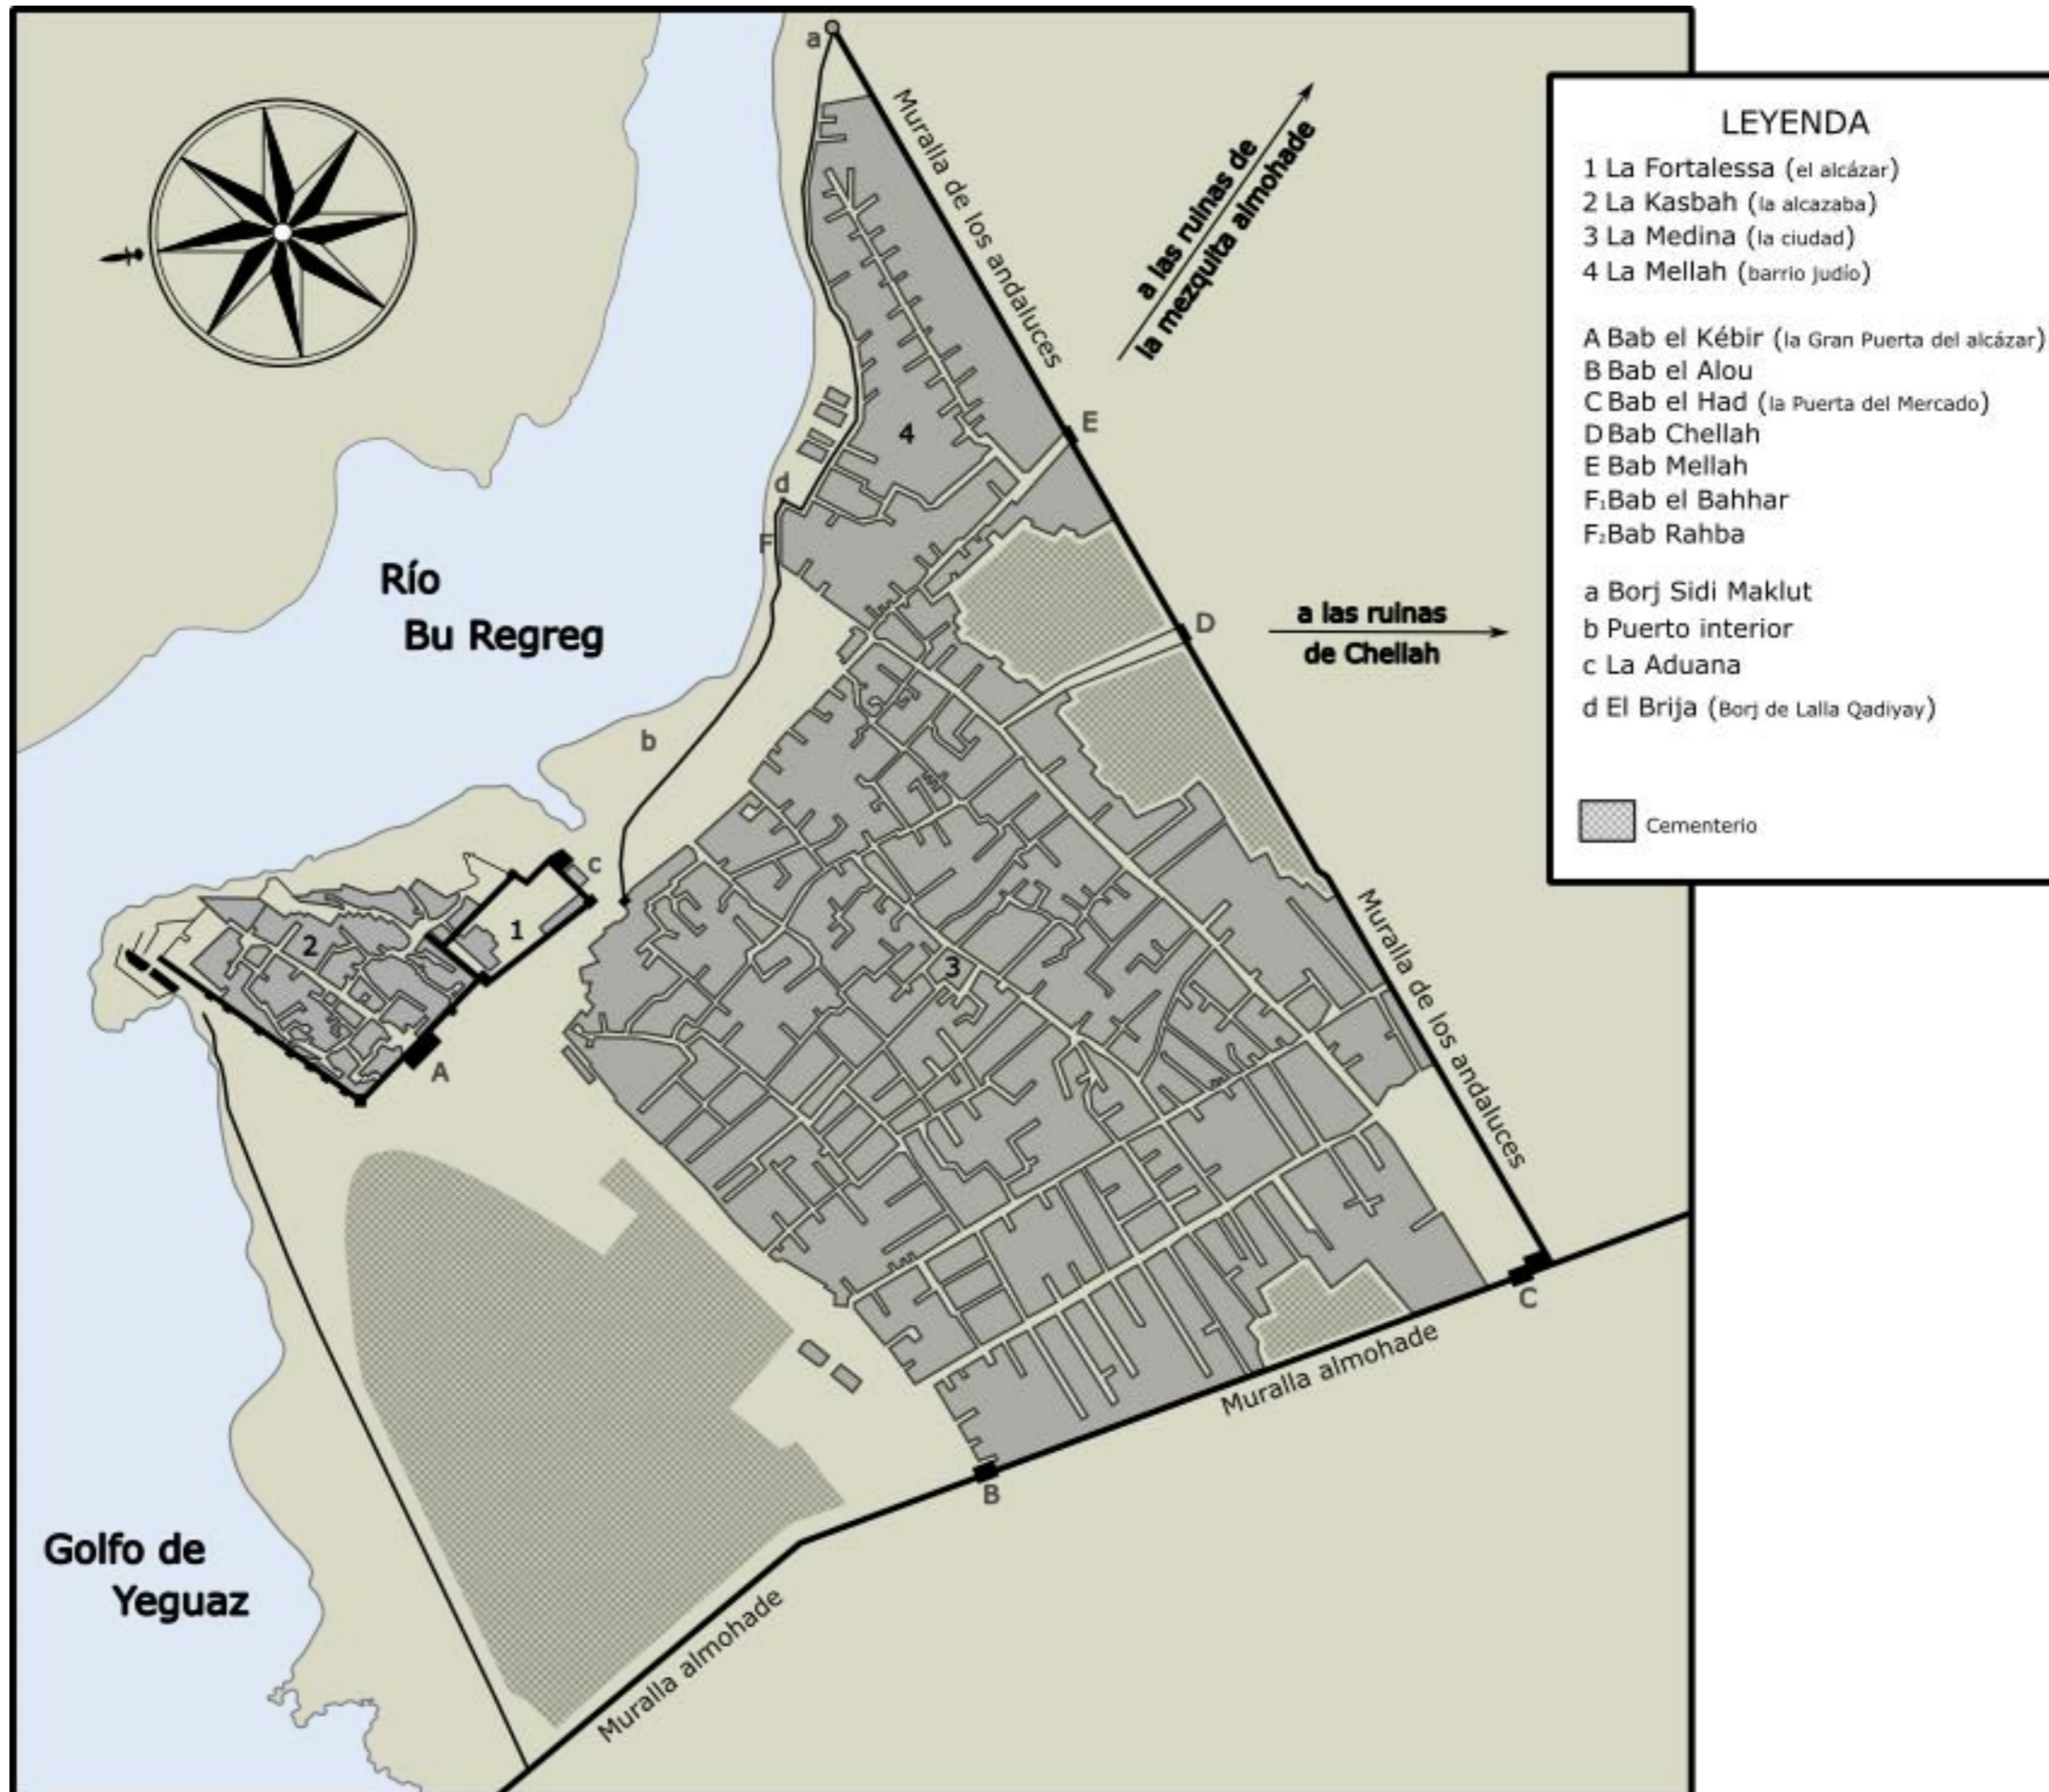 a
Muralla de los andaluces
a las ruinas de
la mezquita almohade
E
4
d
F
Río
Bu Regreg
D
a las ruinas
de Chellah
b
c
1
2
A
3
Muralla de los andaluces
C
Muralla almohade
B
Golfo de
Yeguaz
Muralla almohade
LEYENDA
1 La Fortalessa (el alcázar)
2 La Kasbah (la alcazaba)
3 La Medina (la ciudad)
4 La Mellah (barrio judío)
A Bab el Kébir (la Gran Puerta del alcázar)
B Bab el Alou
C Bab el Had (la Puerta del Mercado)
D Bab Chellah
E Bab Mellah
F₁Bab el Bahhar
F₂Bab Rahba
a Borj Sidi Maklut
b Puerto interior
c La Aduana
d El Brija (Borj de Lalla Qadiyay)
Cementerio